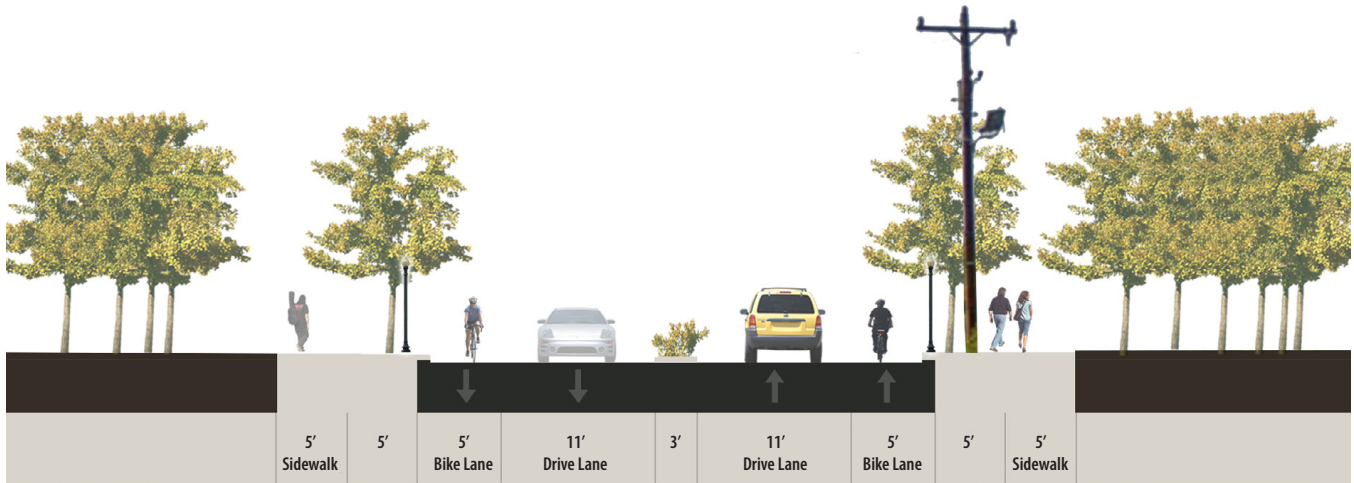 5′ 5′ 5′ 11′ 3′ 11′ 5′ 5′ 5′
Sidewalk Bike Lane Drive Lane Drive Lane Bike Lane Sidewalk